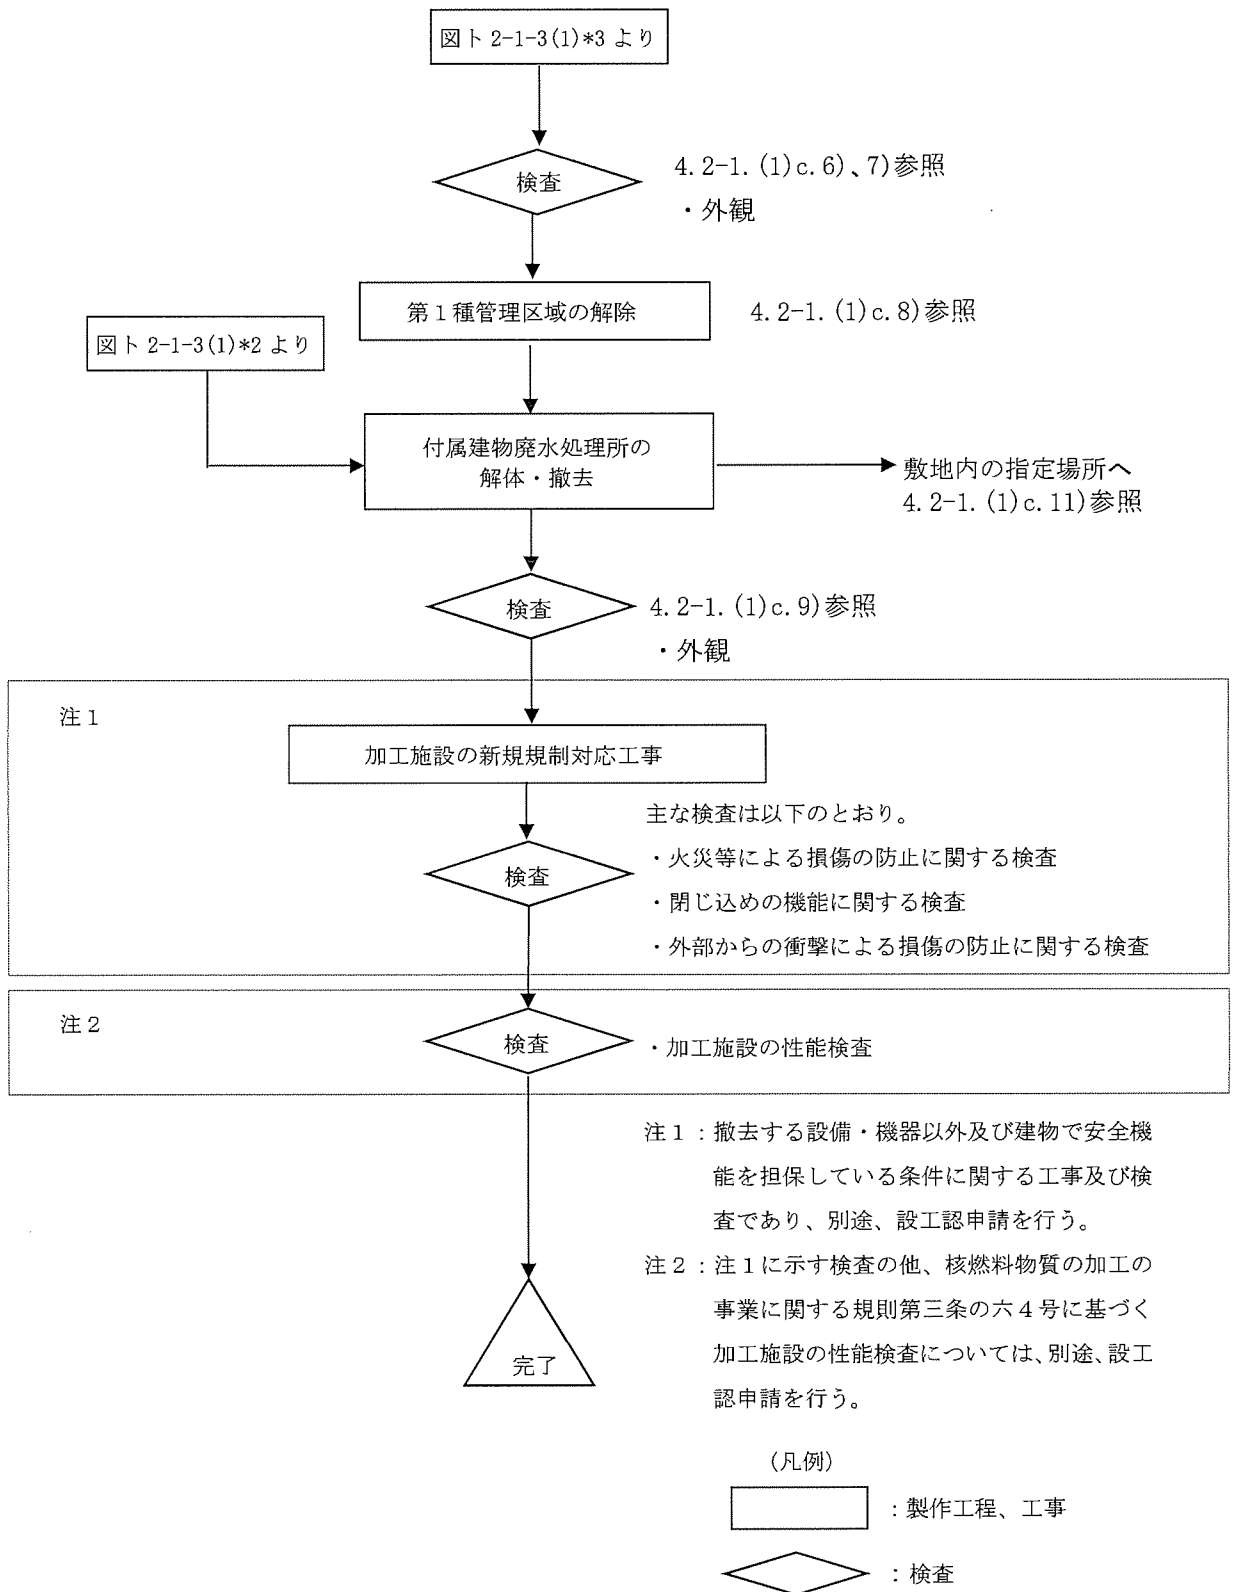 図ト 2-1-3(1)*3 より
検査
4.2-1.(1)c.6)、7)参照
・外観
第１種管理区域の解除
4.2-1.(1)c.8)参照
図ト 2-1-3(1)*2 より
付属建物廃水処理所の
解体・撤去
敷地内の指定場所へ
4.2-1.(1)c.11)参照
検査
4.2-1.(1)c.9)参照
・外観
注１
加工施設の新規規制対応工事
主な検査は以下のとおり。
検査
・火災等による損傷の防止に関する検査
・閉じ込めの機能に関する検査
・外部からの衝撃による損傷の防止に関する検査
注２
検査
・加工施設の性能検査
注１：撤去する設備・機器以外及び建物で安全機
能を担保している条件に関する工事及び検
査であり、別途、設工認申請を行う。
注２：注１に示す検査の他、核燃料物質の加工の
事業に関する規則第三条の六４号に基づく
加工施設の性能検査については、別途、設工
認申請を行う。
完了
(凡例)
：製作工程、工事
：検査